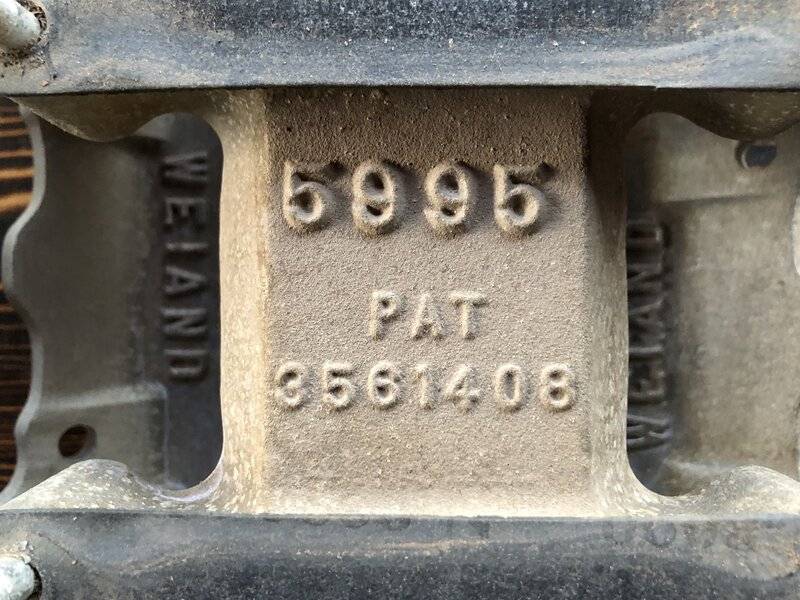 WEIAND
5995
PAT
3561408
WEIAND